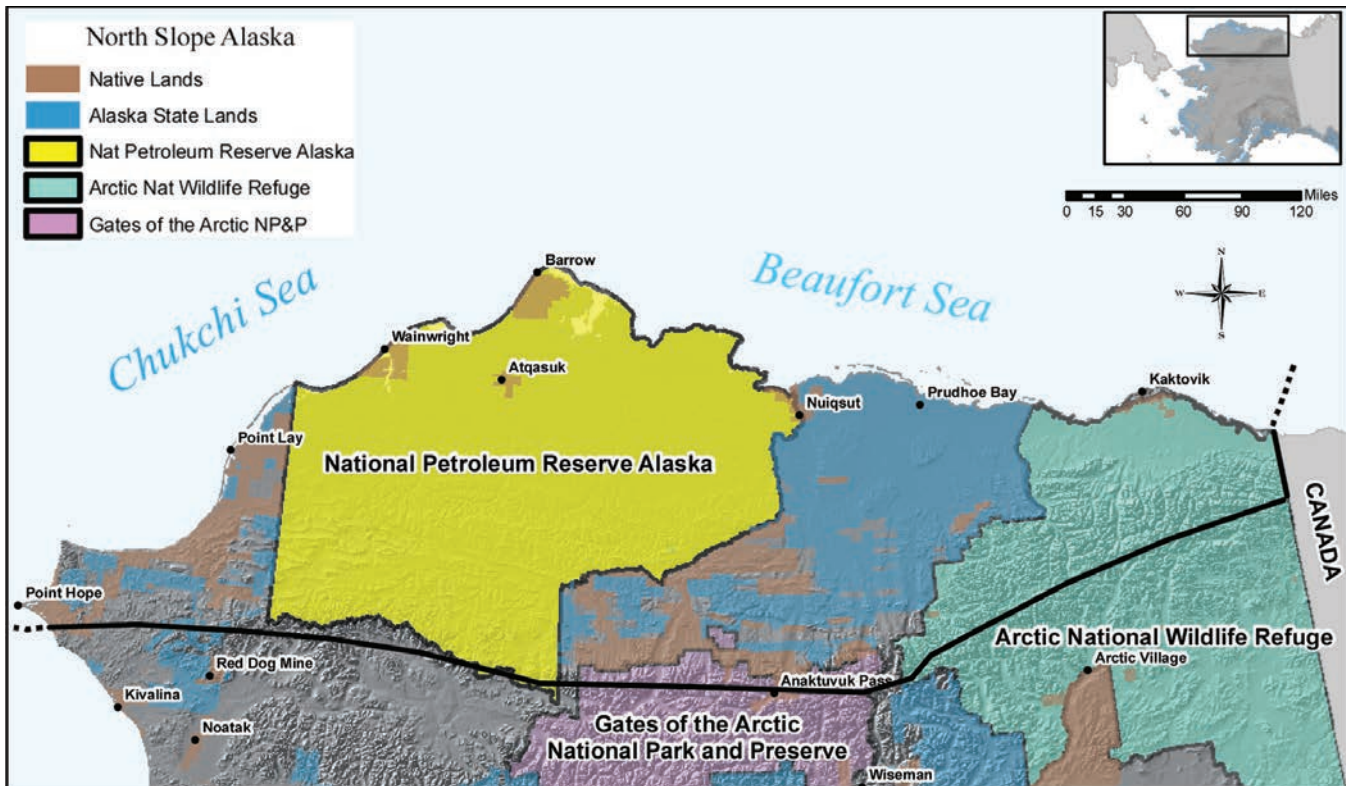 North Slope Alaska
Native Lands
Alaska State Lands
Nat Petroleum Reserve Alaska
Arctic Nat Wildlife Refuge
Gates of the Arctic NP&P
Miles
0 15 30 60 90 120
N
W E
S
Chukchi Sea
Beaufort Sea
Barrow
Wainwright
Atqasuk
Nuiqsut
Prudhoe Bay
Kaktovik
Point Lay
National Petroleum Reserve Alaska
CANADA
Point Hope
Arctic National Wildlife Refuge
Arctic Village
Red Dog Mine
Anaktuvuk Pass
Kivalina
Noatak
Gates of the Arctic
National Park and Preserve
Wiseman